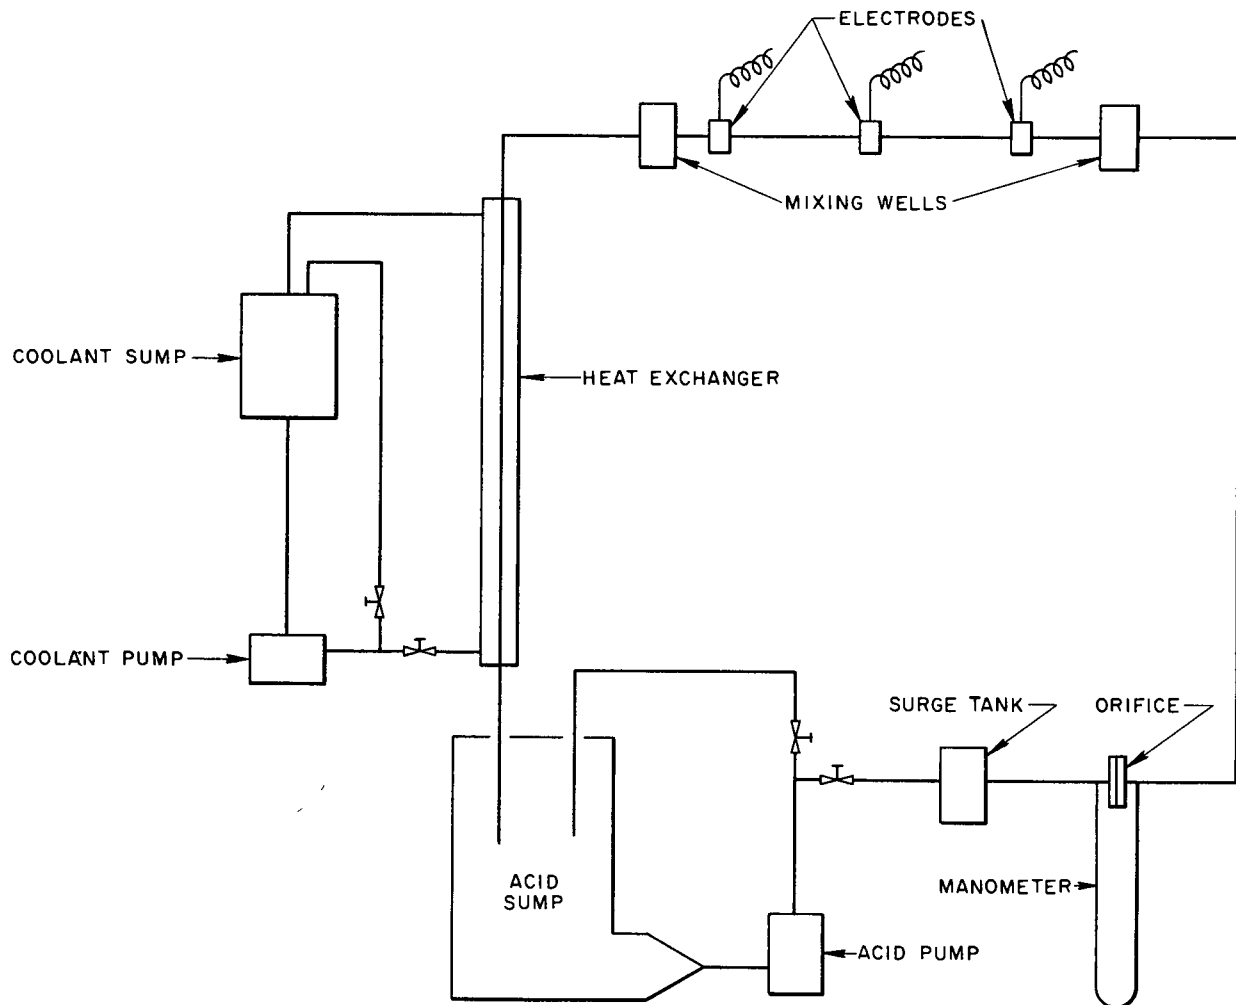 ELECTRODES
MIXING WELLS
COOLANT SUMP
HEAT EXCHANGER
COOLANT PUMP
SURGE TANK
ORIFICE
ACID
SUMP
MANOMETER
ACID PUMP